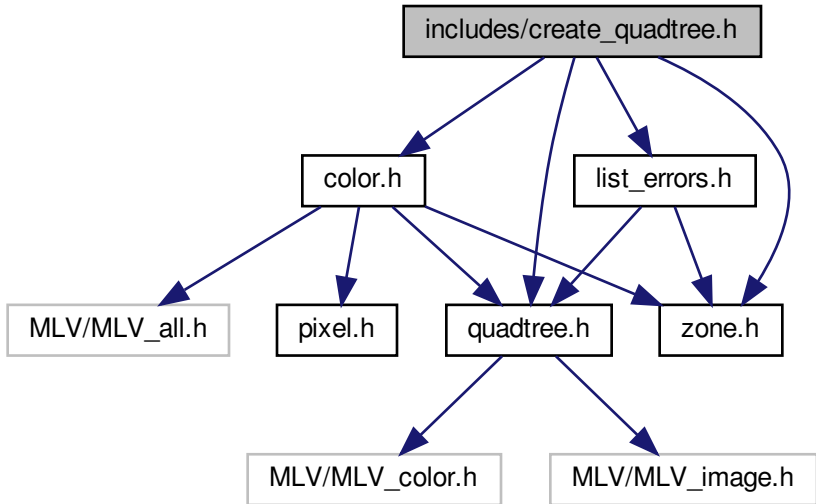 includes/create_quadtree.h
color.h
list_errors.h
MLV/MLV_all.h
pixel.h
quadtree.h
zone.h
MLV/MLV_color.h
MLV/MLV_image.h